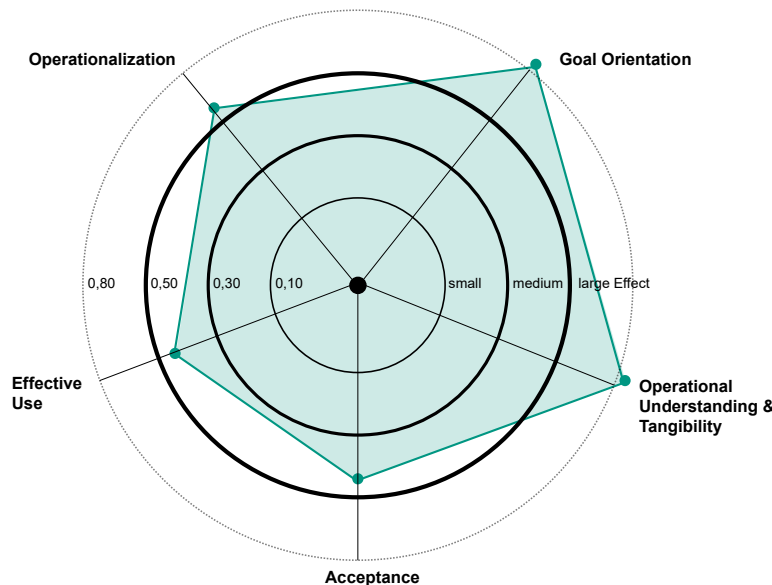 Operationalization
Goal Orientation
0,80
0,50
0,30
0,10
small
medium
large Effect
Effective
Use
Operational
Understanding &
Tangibility
Acceptance